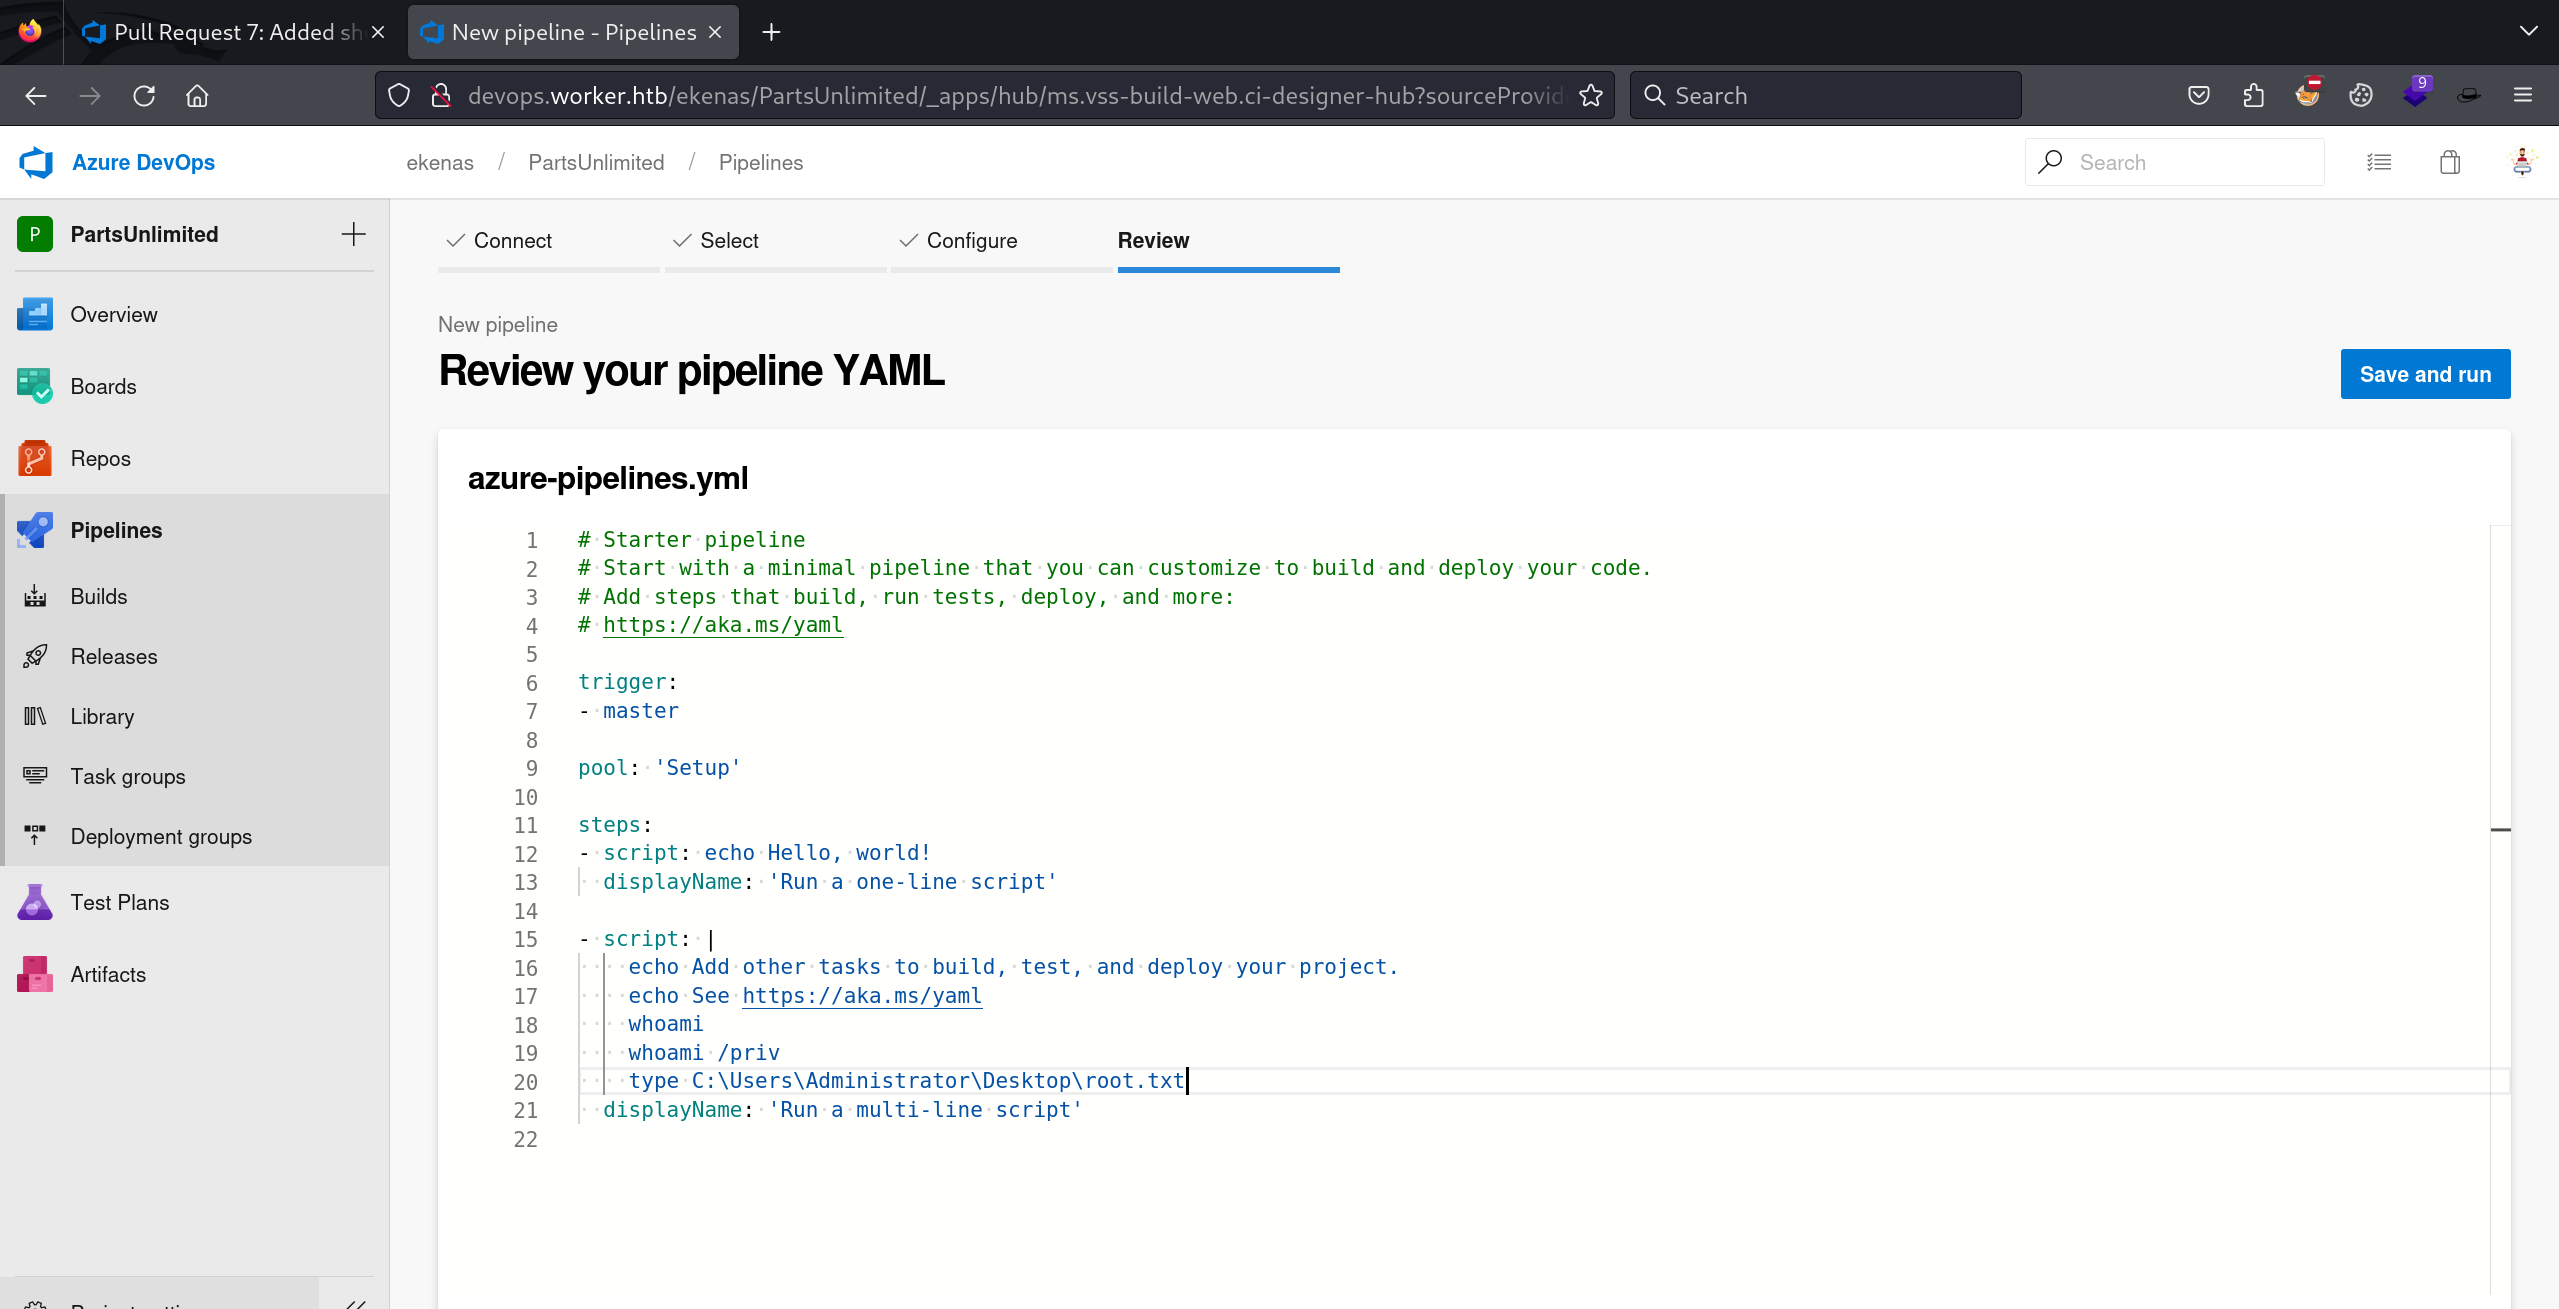 Pull Request 7: Added sh
New pipeline - Pipelines
devops.worker.htb/ekenas/PartsUnlimited/_apps/hub/ms.vss-build-web.ci-designer-hub?sourceProvid
Search
9
Azure DevOps
ekenas / PartsUnlimited / Pipelines
Search
P PartsUnlimited
Overview
Boards
Repos
Pipelines
Builds
Releases
Library
Task groups
Deployment groups
Test Plans
Artifacts
Connect
Select
Configure
Review
New pipeline
Review your pipeline YAML
Save and run
azure-pipelines.yml
1 # Starter pipeline
2 # Start with a minimal pipeline that you can customize to build and deploy your code.
3 # Add steps that build, run tests, deploy, and more:
4 # https://aka.ms/yaml
5
6 trigger:
7 - master
8
9 pool: 'Setup'
10
11 steps:
12 - script: echo Hello, world!
13   displayName: 'Run a one-line script'
14
15 - script: |
16     echo Add other tasks to build, test, and deploy your project.
17     echo See https://aka.ms/yaml
18     whoami
19     whoami /priv
20     type C:\Users\Administrator\Desktop\root.txt
21   displayName: 'Run a multi-line script'
22